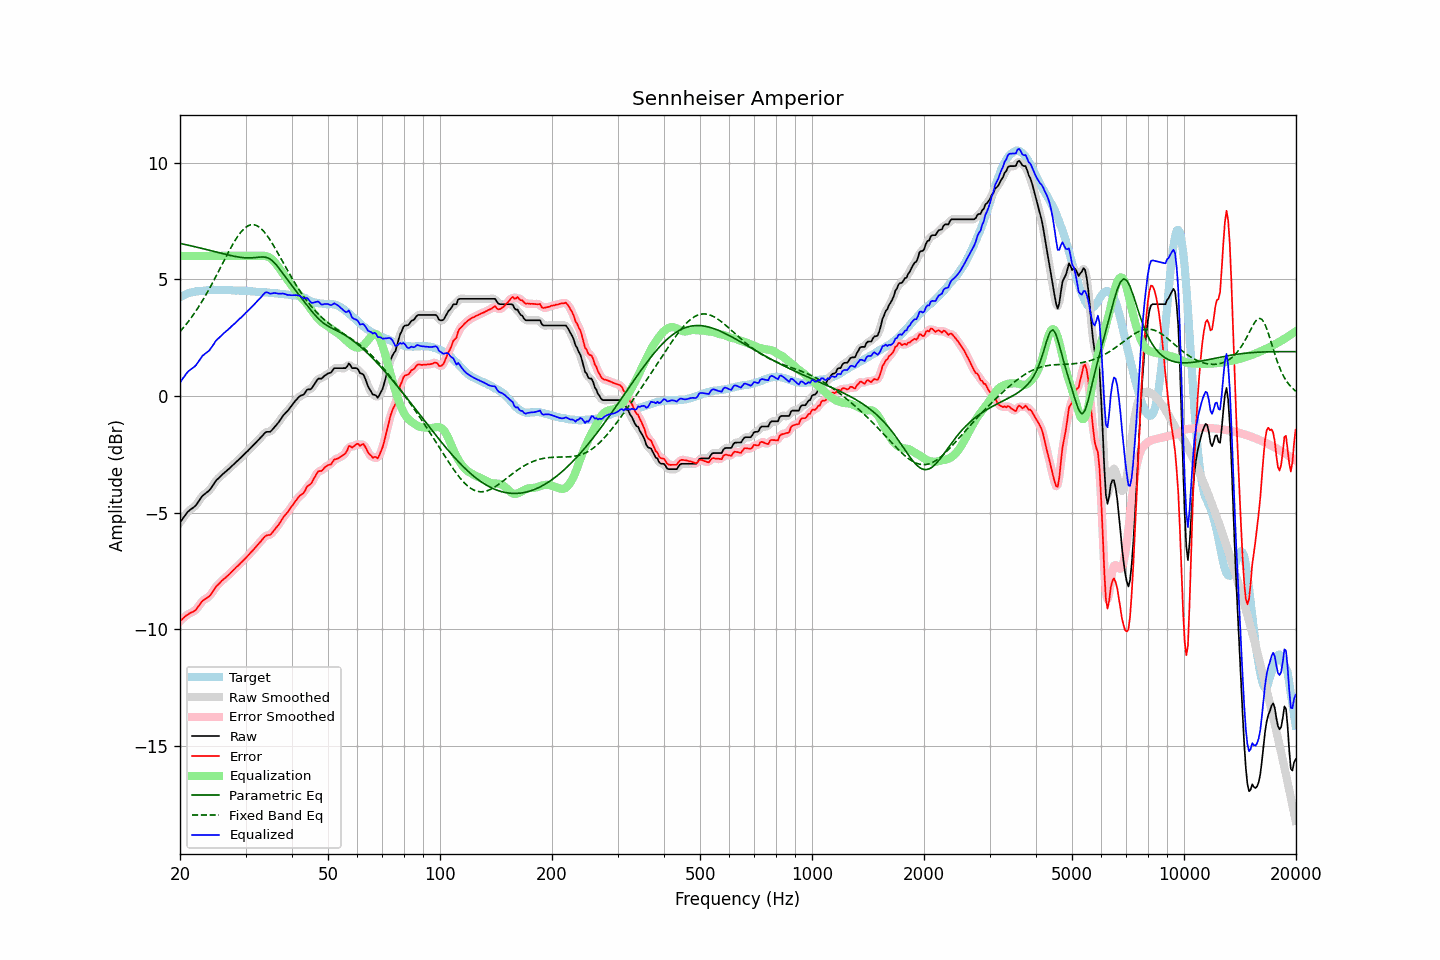 Sennheiser Amperior
Amplitude (dBr)
10
5
0
−5
−10
−15
Target
Raw Smoothed
Error Smoothed
Raw
Error
Equalization
Parametric Eq
Fixed Band Eq
Equalized
20 50 100 200 500 1000 2000 5000 10000 20000
Frequency (Hz)